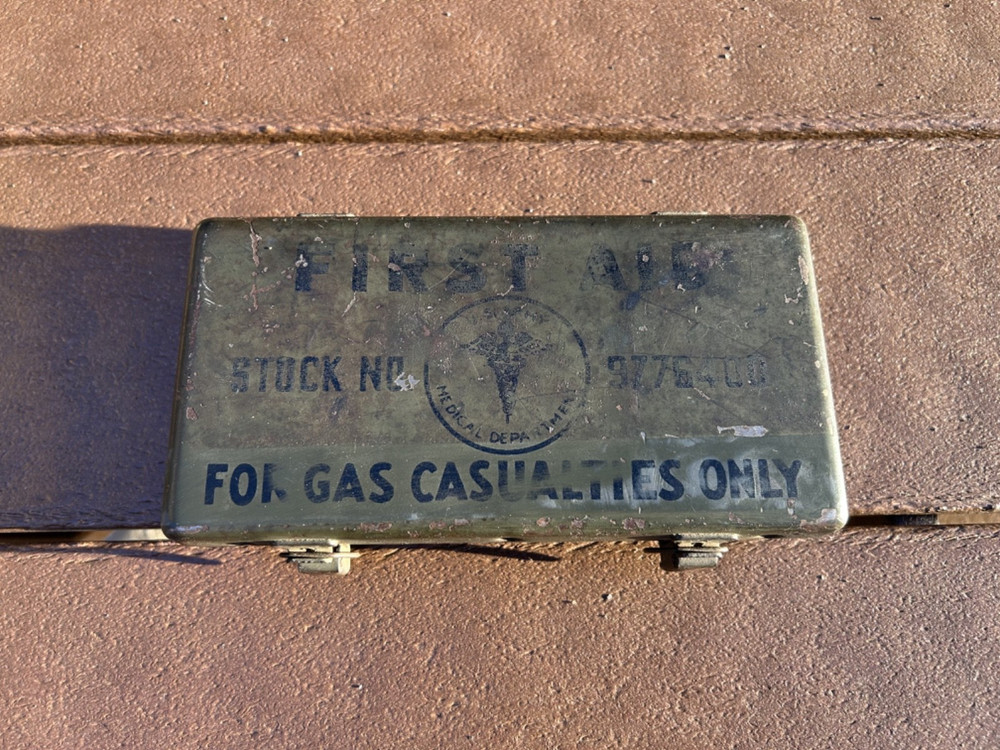 FIRST AID
STOCK NO. 9776400
MEDICAL DEPARTMENT
FOR GAS CASUALTIES ONLY